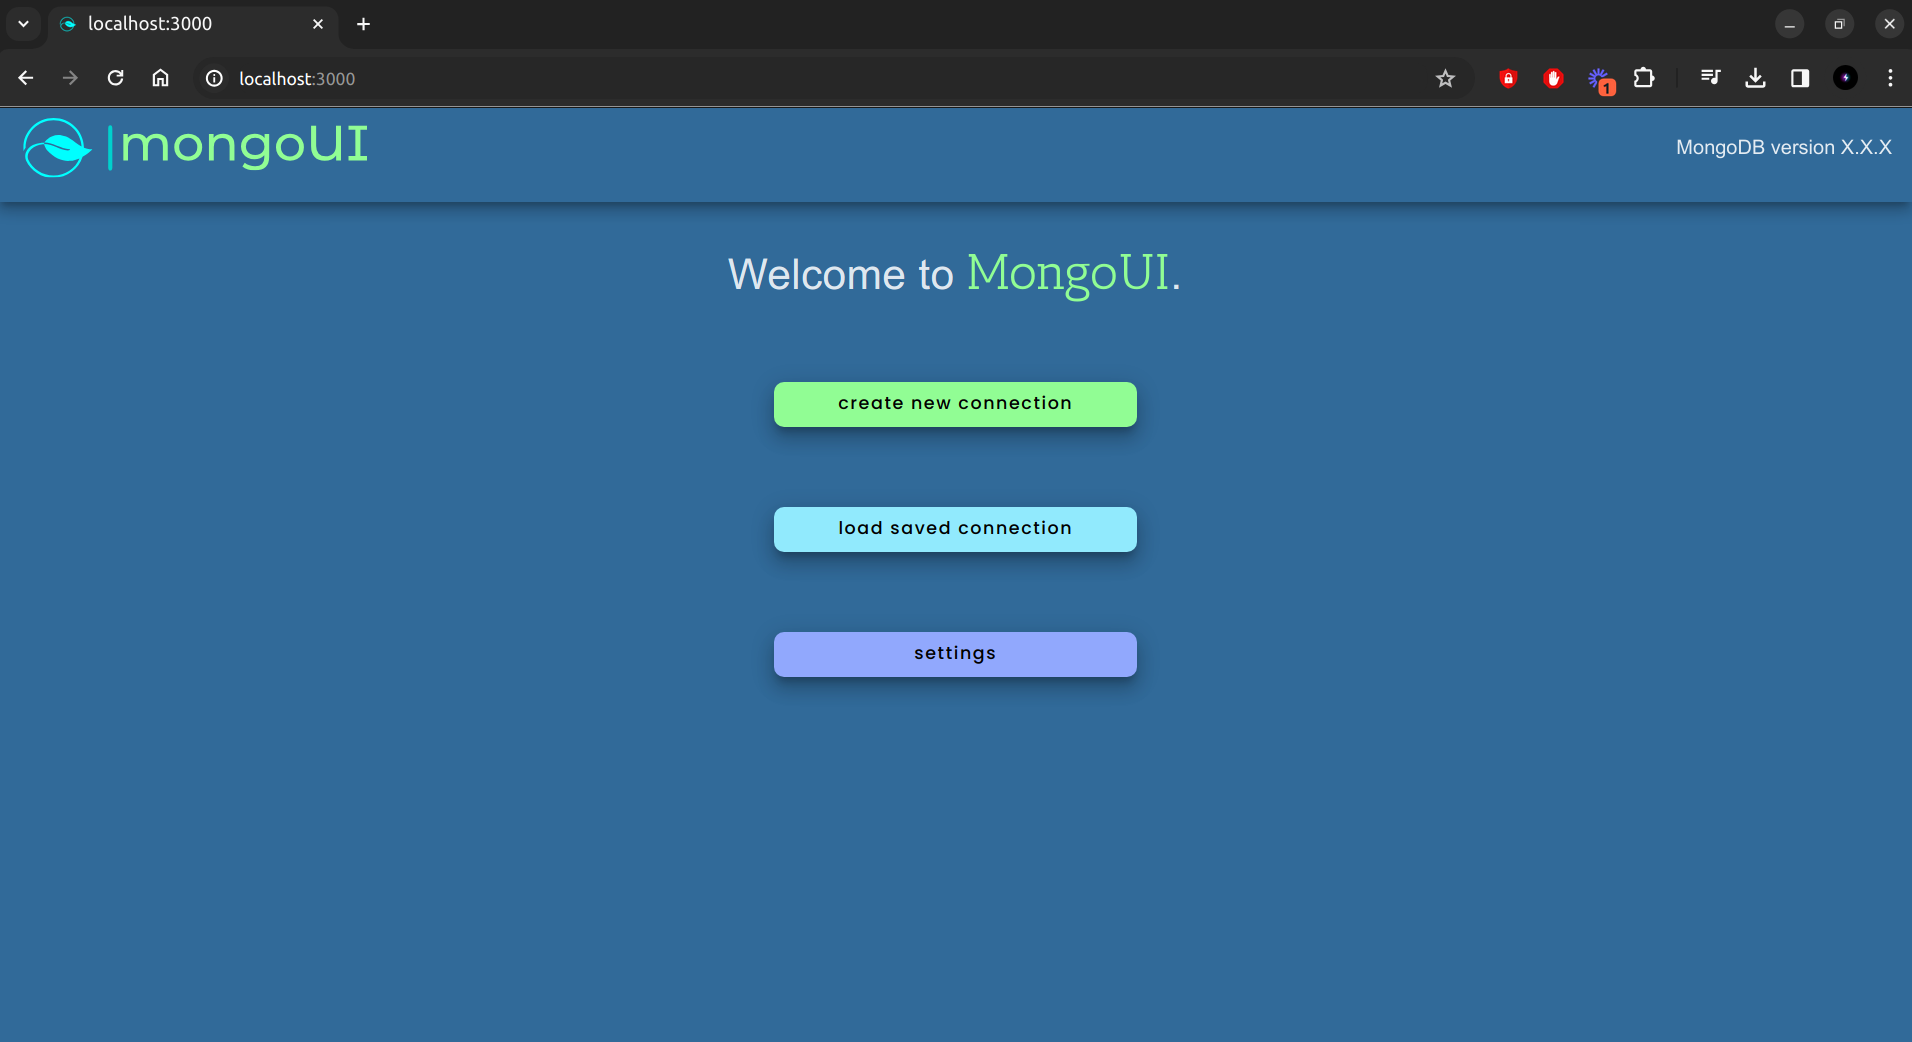 localhost:3000
localhost:3000
1
mongoUI
MongoDB version X.X.X
Welcome to MongoUI.
create new connection
load saved connection
settings